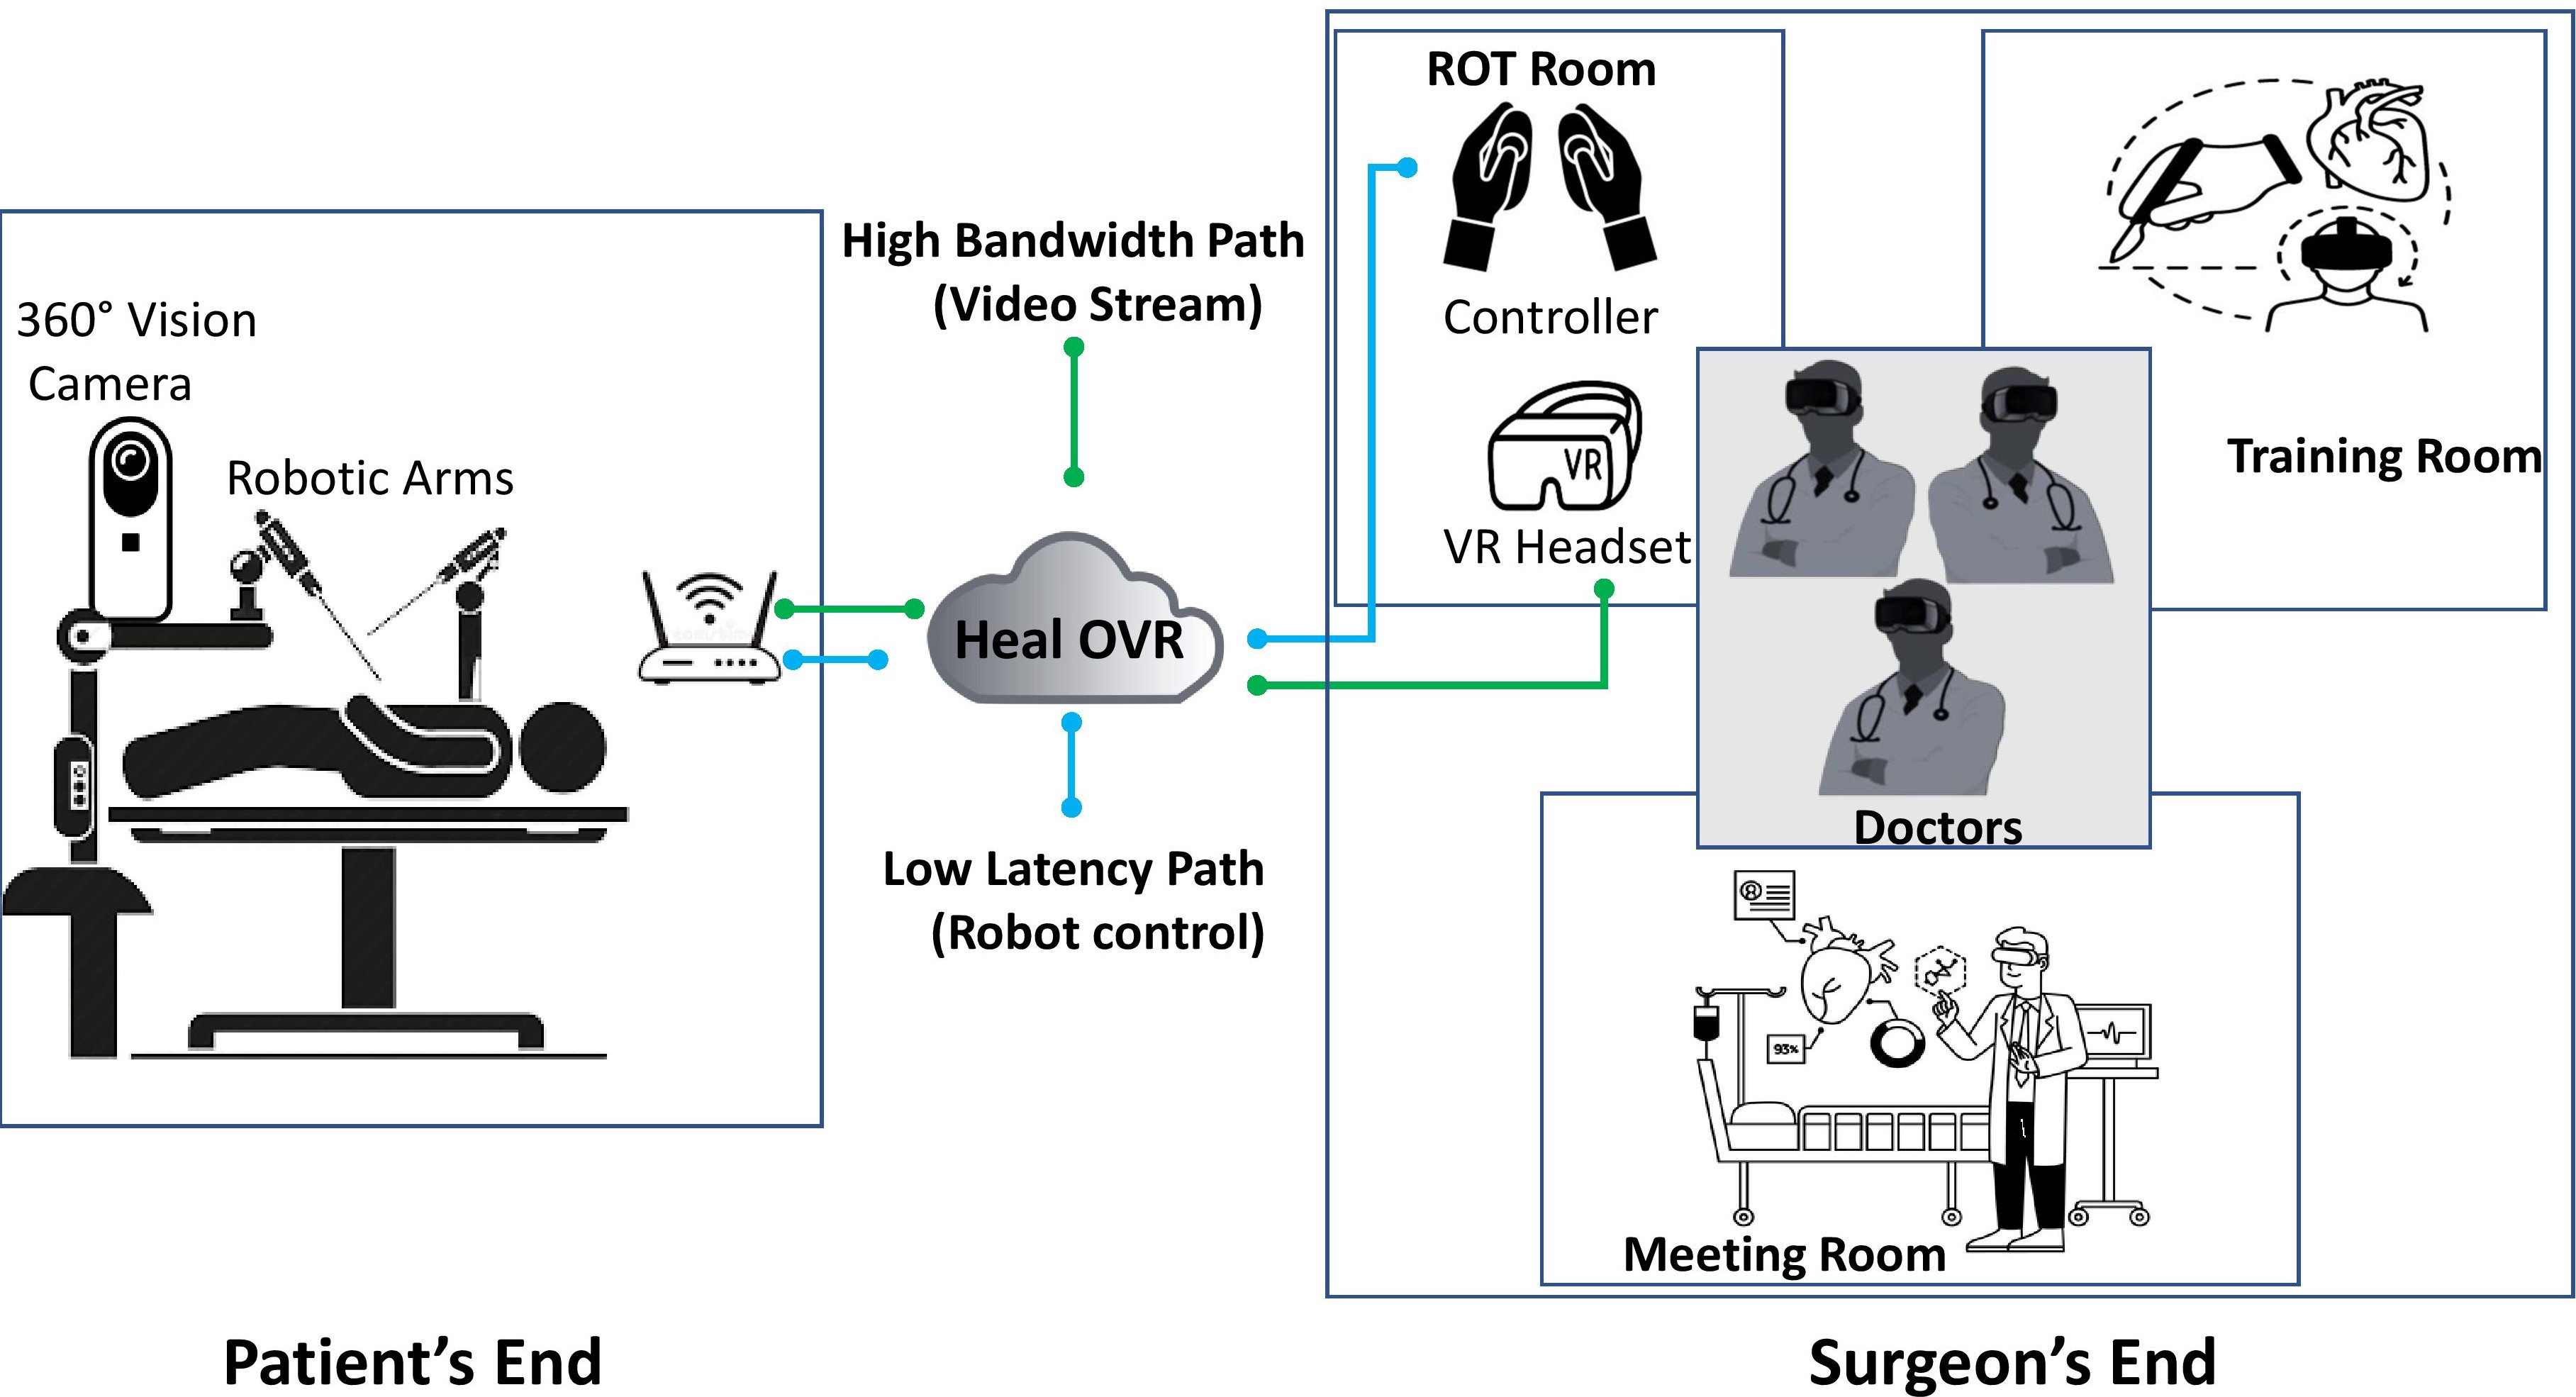 360° Vision
Camera
Robotic Arms
Patient’s End
High Bandwidth Path
(Video Stream)
Heal OVR
Low Latency Path
(Robot control)
ROT Room
Controller
VR
VR Headset
Training Room
Doctors
93%
Meeting Room
Surgeon’s End